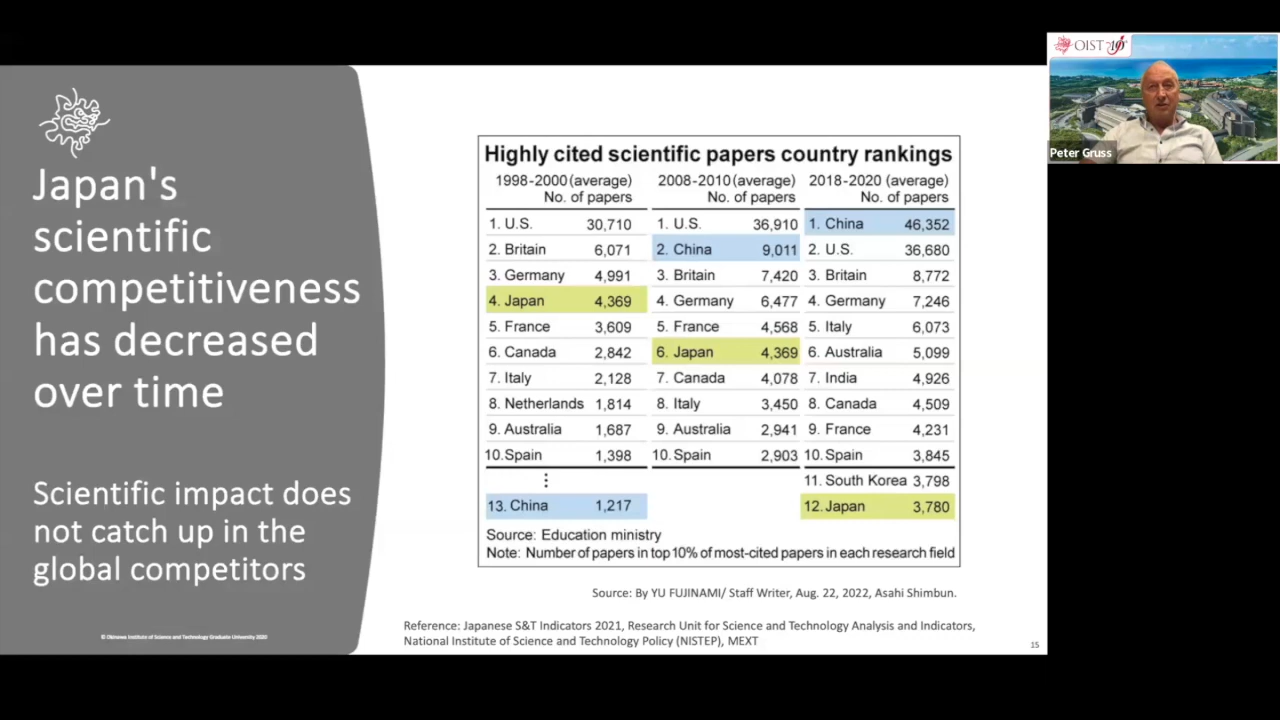 Japan's
scientific
competitiveness
has decreased
over time
Scientific impact does
not catch up in the
global competitors
© Okinawa Institute of Science and Technology Graduate University 2020
Highly cited scientific papers country rankings
1998-2000 (average) 2008-2010 (average) 2018-2020 (average)
No. of papers No. of papers No. of papers
1. U.S. 30,710 1. U.S. 36,910 1. China 46,352
2. Britain 6,071 2. China 9,011 2. U.S. 36,680
3. Germany 4,991 3. Britain 7,420 3. Britain 8,772
4. Japan 4,369 4. Germany 6,477 4. Germany 7,246
5. France 3,609 5. France 4,568 5. Italy 6,073
6. Canada 2,842 6. Japan 4,369 6. Australia 5,099
7. Italy 2,128 7. Canada 4,078 7. India 4,926
8. Netherlands 1,814 8. Italy 3,450 8. Canada 4,509
9. Australia 1,687 9. Australia 2,941 9. France 4,231
10. Spain 1,398 10. Spain 2,903 10. Spain 3,845
⋮ 11. South Korea 3,798
13. China 1,217 12. Japan 3,780
Source: Education ministry
Note: Number of papers in top 10% of most-cited papers in each research field
Source: By YU FUJINAMI/ Staff Writer, Aug. 22, 2022, Asahi Shimbun.
Reference: Japanese S&T Indicators 2021, Research Unit for Science and Technology Analysis and Indicators,
National Institute of Science and Technology Policy (NISTEP), MEXT
15
OIST 10
Peter Gruss